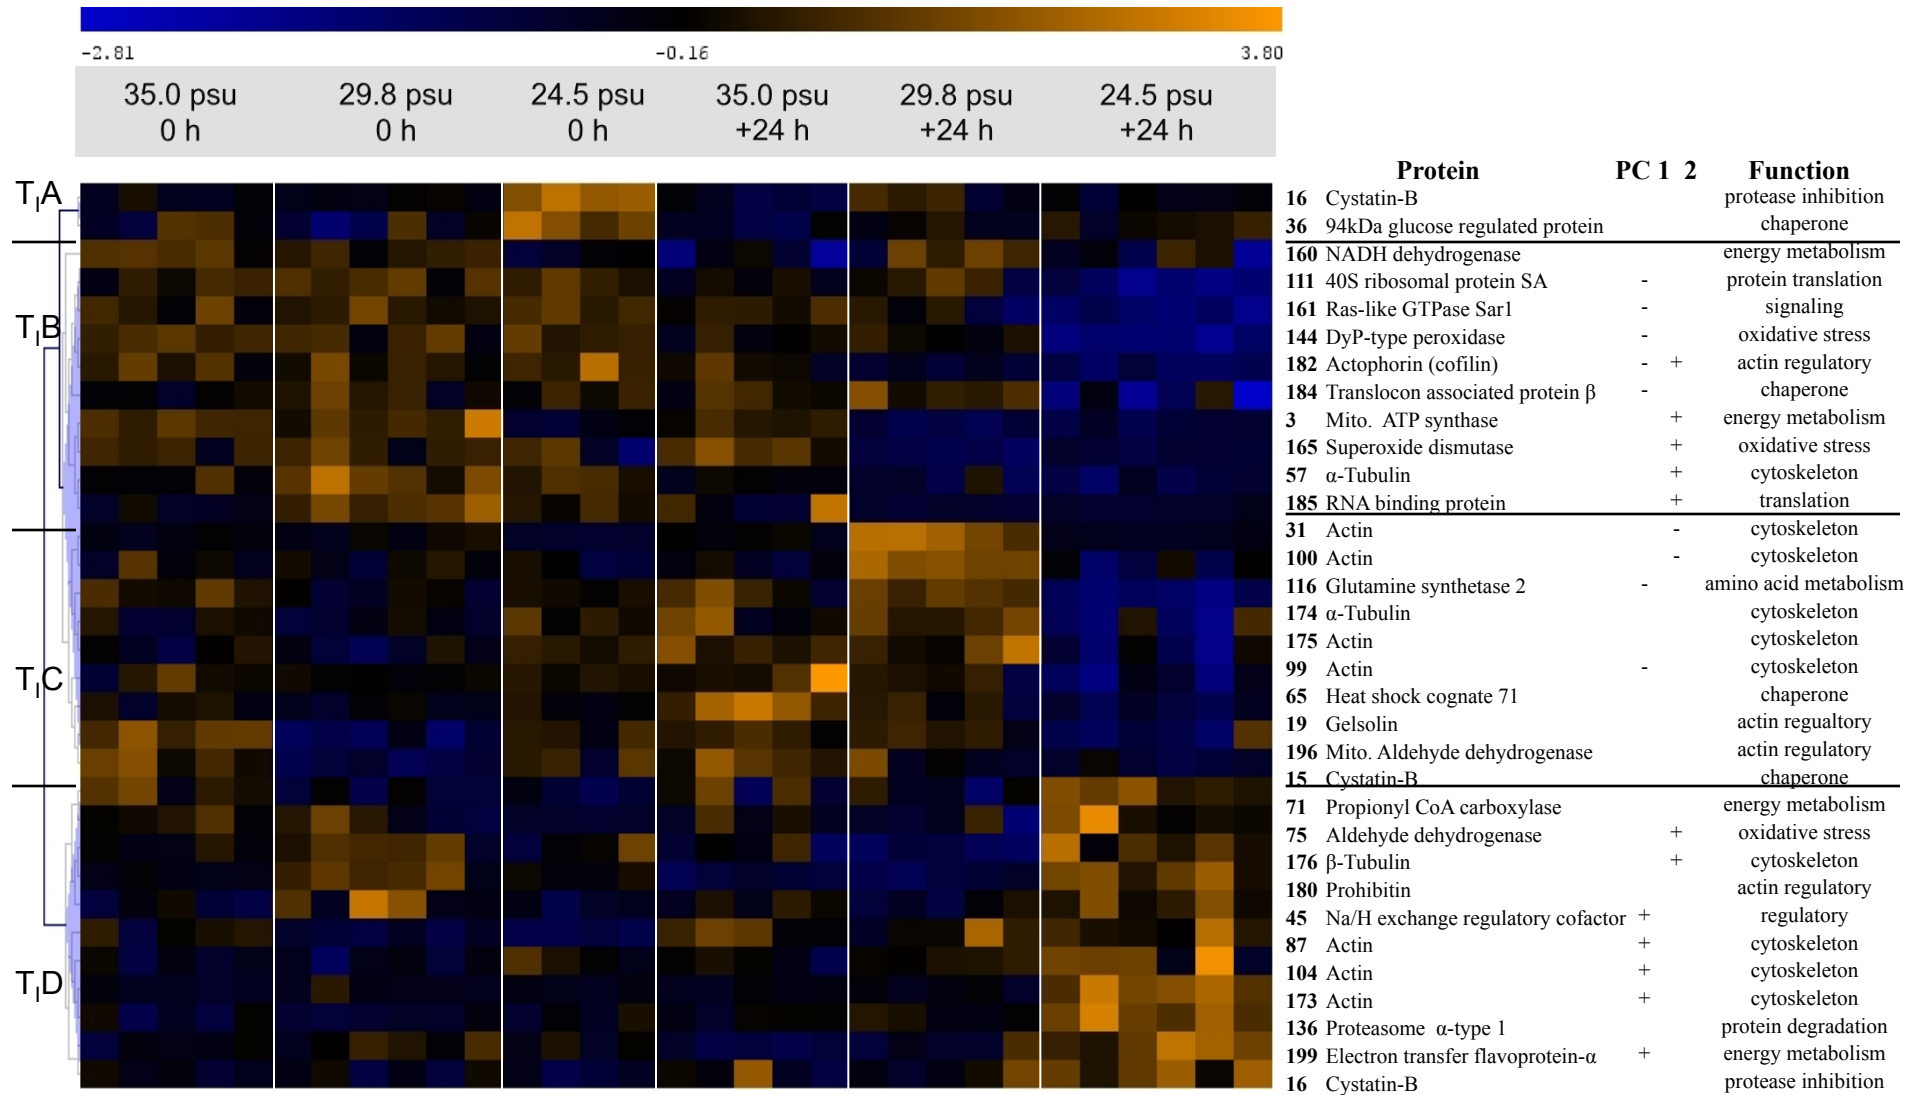 -2.81 -0.16 3.80
35.0 psu 29.8 psu 24.5 psu 35.0 psu 29.8 psu 24.5 psu
0 h 0 h 0 h +24 h +24 h +24 h
Protein PC 1 2 Function
TIA
16 Cystatin-B protease inhibition
36 94kDa glucose regulated protein chaperone
160 NADH dehydrogenase energy metabolism
111 40S ribosomal protein SA - protein translation
161 Ras-like GTPase Sar1 - signaling
TIB
144 DyP-type peroxidase - oxidative stress
182 Actophorin (cofilin) - + actin regulatory
184 Translocon associated protein β - chaperone
3 Mito. ATP synthase + energy metabolism
165 Superoxide dismutase + oxidative stress
57 α-Tubulin + cytoskeleton
185 RNA binding protein + translation
31 Actin - cytoskeleton
100 Actin - cytoskeleton
116 Glutamine synthetase 2 - amino acid metabolism
174 α-Tubulin cytoskeleton
175 Actin cytoskeleton
TIC
99 Actin - cytoskeleton
65 Heat shock cognate 71 chaperone
19 Gelsolin actin regualtory
196 Mito. Aldehyde dehydrogenase actin regulatory
15 Cystatin-B chaperone
71 Propionyl CoA carboxylase energy metabolism
75 Aldehyde dehydrogenase + oxidative stress
176 β-Tubulin + cytoskeleton
180 Prohibitin actin regulatory
45 Na/H exchange regulatory cofactor + regulatory
87 Actin + cytoskeleton
104 Actin + cytoskeleton
TID
173 Actin + cytoskeleton
136 Proteasome α-type 1 protein degradation
199 Electron transfer flavoprotein-α + energy metabolism
16 Cystatin-B protease inhibition